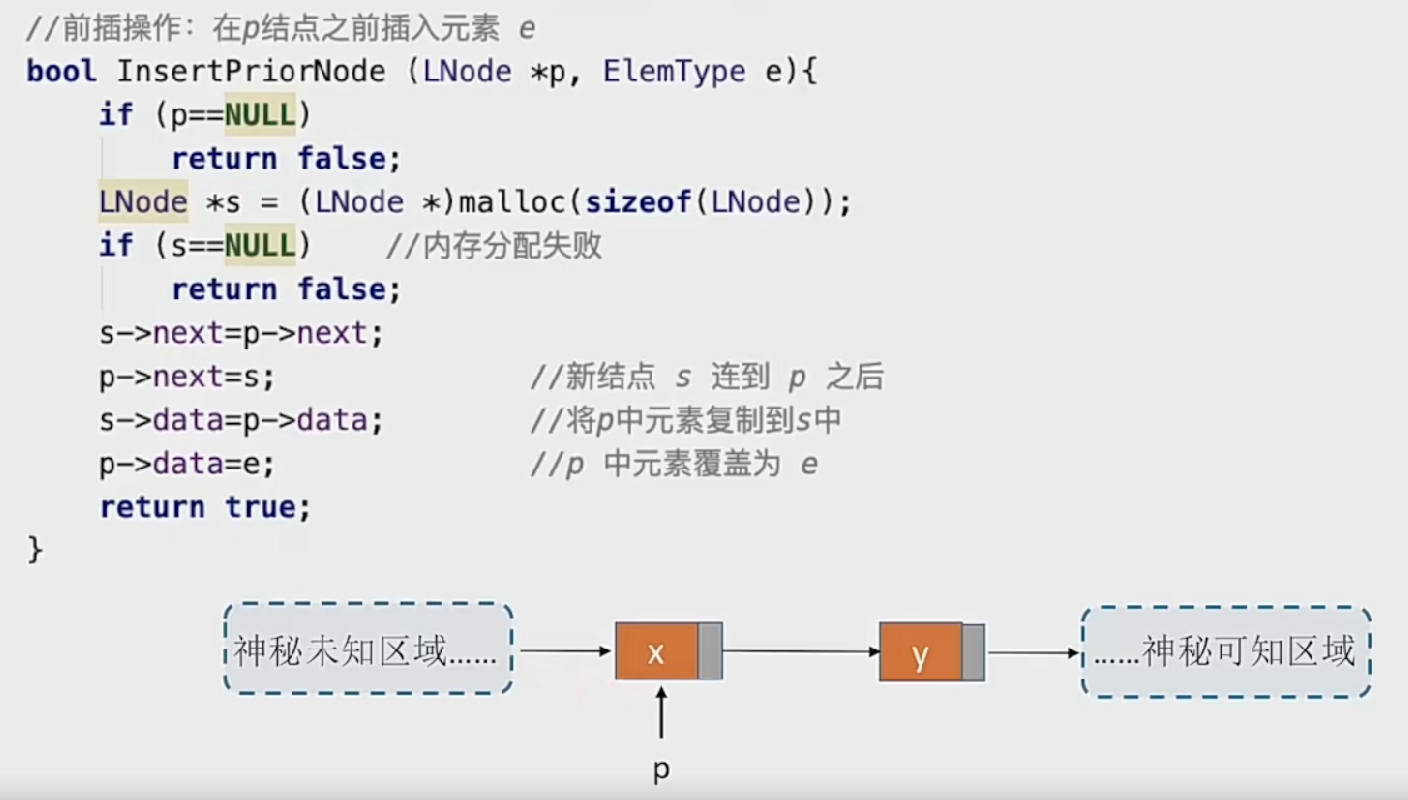 //前插操作：在p结点之前插入元素 e
bool InsertPriorNode (LNode *p, ElemType e){
    if (p==NULL)
        return false;
    LNode *s = (LNode *)malloc(sizeof(LNode));
    if (s==NULL)    //内存分配失败
        return false;
    s->next=p->next;
    p->next=s;              //新结点 s 连到 p 之后
    s->data=p->data;        //将p中元素复制到s中
    p->data=e;              //p 中元素覆盖为 e
    return true;
}
神秘未知区域…… x y ……神秘可知区域
p